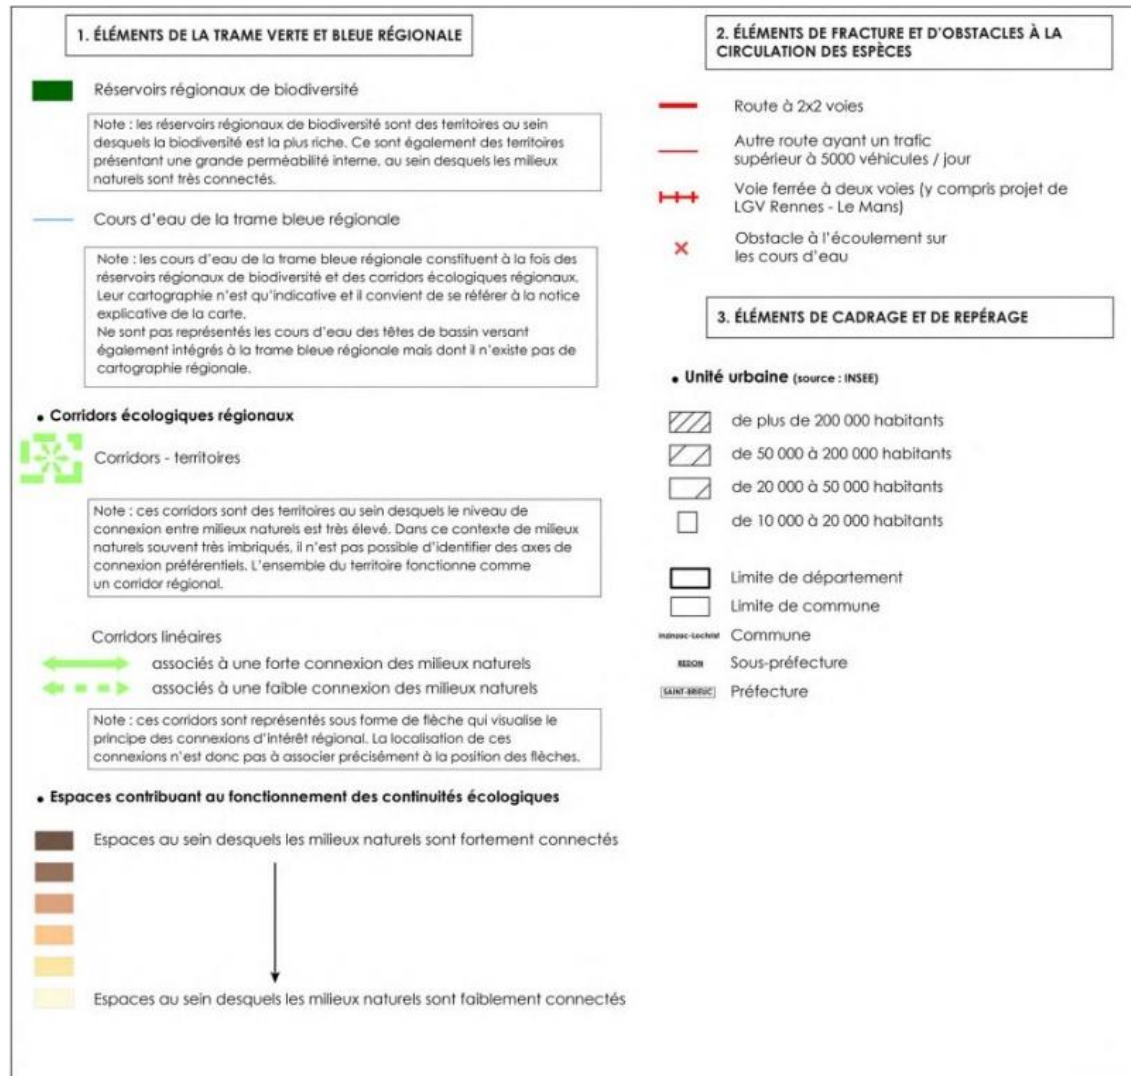 1. ÉLÉMENTS DE LA TRAME VERTE ET BLEUE RÉGIONALE
Réservoirs régionaux de biodiversité
Note : les réservoirs régionaux de biodiversité sont des territoires au sein
desquels la biodiversité est la plus riche. Ce sont également des territoires
présentant une grande perméabilité interne, au sein desquels les milieux
naturels sont très connectés.
Cours d'eau de la trame bleue régionale
Note : les cours d'eau de la trame bleue régionale constituent à la fois des
réservoirs régionaux de biodiversité et des corridors écologiques régionaux.
Leur cartographie n'est qu'indicative et il convient de se référer à la notice
explicative de la carte.
Ne sont pas représentés les cours d'eau des têtes de bassin versant
également intégrés à la trame bleue régionale mais dont il n'existe pas de
cartographie régionale.
• Corridors écologiques régionaux
Corridors - territoires
Note : ces corridors sont des territoires au sein desquels le niveau de
connexion entre milieux naturels est très élevé. Dans ce contexte de milieux
naturels souvent très imbriqués, il n'est pas possible d'identifier des axes de
connexion préférentiels. L'ensemble du territoire fonctionne comme
un corridor régional.
Corridors linéaires
associés à une forte connexion des milieux naturels
associés à une faible connexion des milieux naturels
Note : ces corridors sont représentés sous forme de flèche qui visualise le
principe des connexions d'intérêt régional. La localisation de ces
connexions n'est donc pas à associer précisément à la position des flèches.
• Espaces contribuant au fonctionnement des continuités écologiques
Espaces au sein desquels les milieux naturels sont fortement connectés
Espaces au sein desquels les milieux naturels sont faiblement connectés
2. ÉLÉMENTS DE FRACTURE ET D'OBSTACLES À LA
CIRCULATION DES ESPÈCES
Route à 2x2 voies
Autre route ayant un trafic
supérieur à 5000 véhicules / jour
Voie ferrée à deux voies (y compris projet de
LGV Rennes - Le Mans)
Obstacle à l'écoulement sur
les cours d'eau
3. ÉLÉMENTS DE CADRAGE ET DE REPÉRAGE
• Unité urbaine (source : INSEE)
de plus de 200 000 habitants
de 50 000 à 200 000 habitants
de 20 000 à 50 000 habitants
de 10 000 à 20 000 habitants
Limite de département
Limite de commune
Inzinzac-Lochrist Commune
REDON Sous-préfecture
SAINT-BRIEUC Préfecture